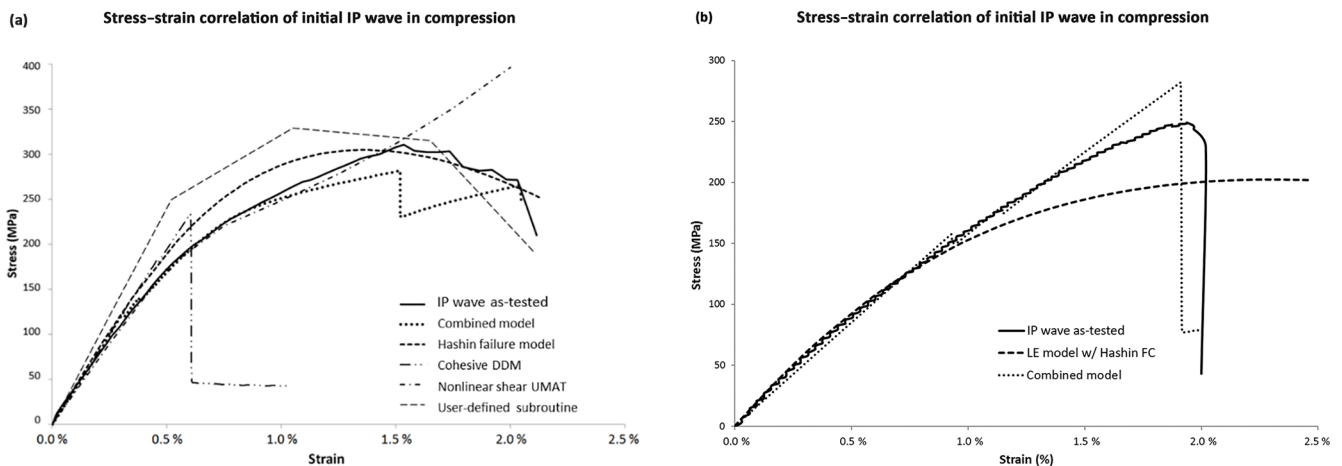 (a)
Stress–strain correlation of initial IP wave in compression
Stress (MPa)
400
350
300
250
200
150
100
50
0
0.0 %
0.5 %
1.0 %
1.5 %
2.0 %
2.5 %
Strain
IP wave as-tested
Combined model
Hashin failure model
Cohesive DDM
Nonlinear shear UMAT
User-defined subroutine
(b)
Stress–strain correlation of initial IP wave in compression
Stress (MPa)
300
250
200
150
100
50
0
0.0 %
0.5 %
1.0 %
1.5 %
2.0 %
2.5 %
Strain (%)
IP wave as-tested
LE model w/ Hashin FC
Combined model